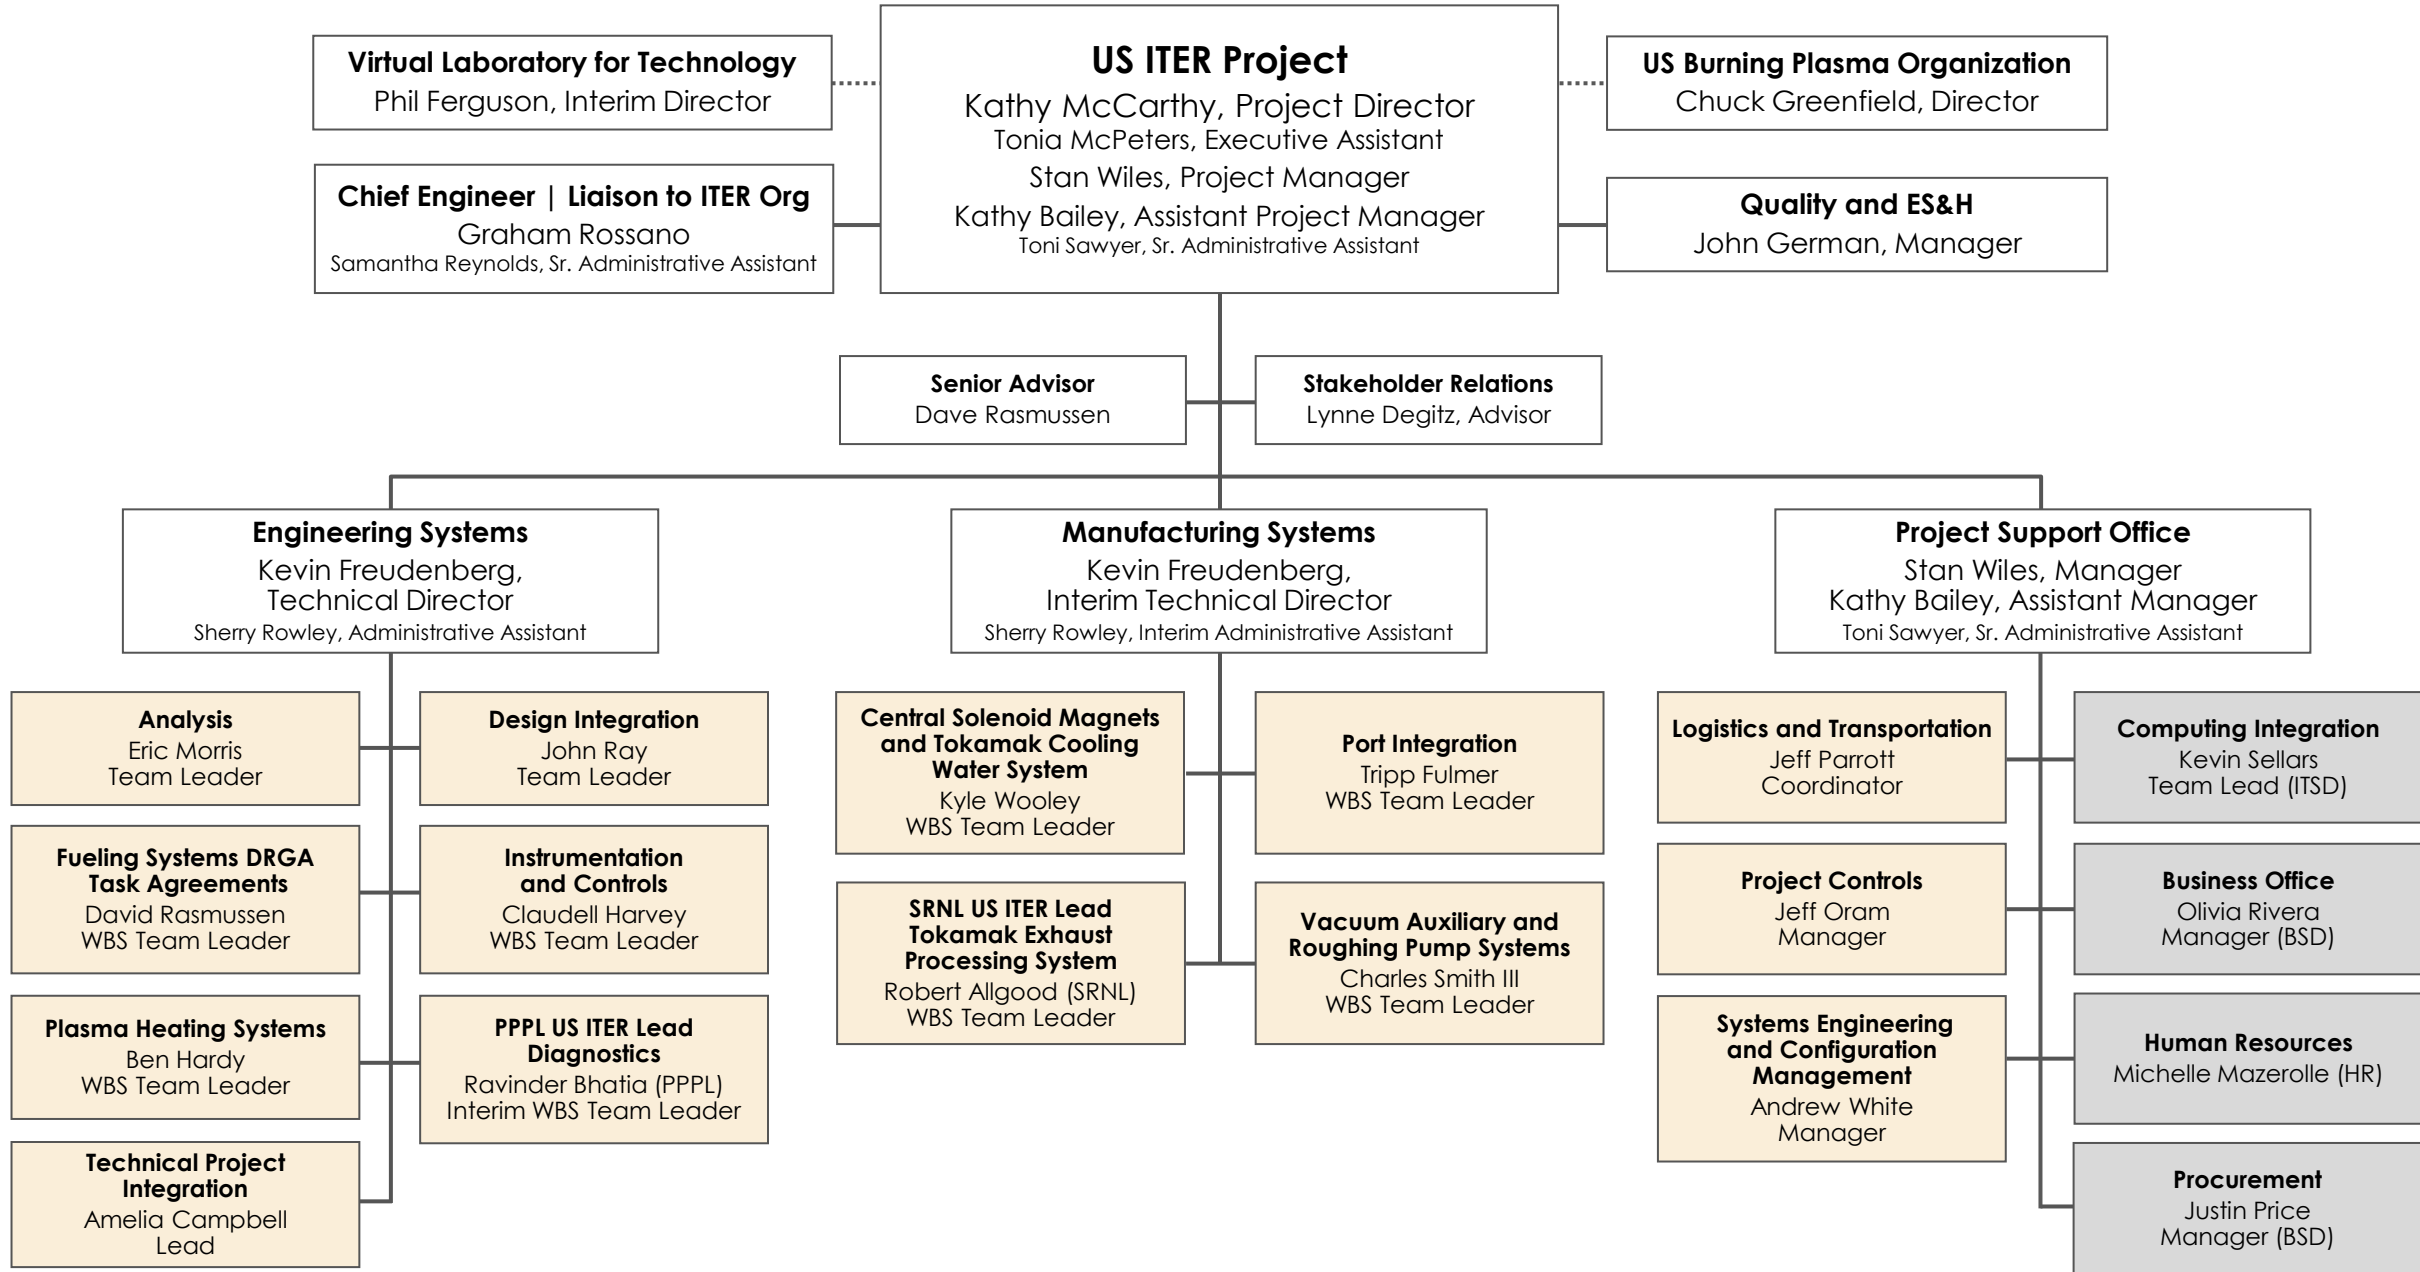 Virtual Laboratory for Technology
Phil Ferguson, Interim Director
US ITER Project
Kathy McCarthy, Project Director
Tonia McPeters, Executive Assistant
Stan Wiles, Project Manager
Kathy Bailey, Assistant Project Manager
Toni Sawyer, Sr. Administrative Assistant
US Burning Plasma Organization
Chuck Greenfield, Director
Chief Engineer | Liaison to ITER Org
Graham Rossano
Samantha Reynolds, Sr. Administrative Assistant
Quality and ES&H
John German, Manager
Senior Advisor
Dave Rasmussen
Stakeholder Relations
Lynne Degitz, Advisor
Engineering Systems
Kevin Freudenberg,
Technical Director
Sherry Rowley, Administrative Assistant
Manufacturing Systems
Kevin Freudenberg,
Interim Technical Director
Sherry Rowley, Interim Administrative Assistant
Project Support Office
Stan Wiles, Manager
Kathy Bailey, Assistant Manager
Toni Sawyer, Sr. Administrative Assistant
Analysis
Eric Morris
Team Leader
Design Integration
John Ray
Team Leader
Fueling Systems DRGA
Task Agreements
David Rasmussen
WBS Team Leader
Instrumentation
and Controls
Claudell Harvey
WBS Team Leader
Plasma Heating Systems
Ben Hardy
WBS Team Leader
PPPL US ITER Lead
Diagnostics
Ravinder Bhatia (PPPL)
Interim WBS Team Leader
Technical Project
Integration
Amelia Campbell
Lead
Central Solenoid Magnets
and Tokamak Cooling
Water System
Kyle Wooley
WBS Team Leader
Port Integration
Tripp Fulmer
WBS Team Leader
SRNL US ITER Lead
Tokamak Exhaust
Processing System
Robert Allgood (SRNL)
WBS Team Leader
Vacuum Auxiliary and
Roughing Pump Systems
Charles Smith III
WBS Team Leader
Logistics and Transportation
Jeff Parrott
Coordinator
Computing Integration
Kevin Sellars
Team Lead (ITSD)
Project Controls
Jeff Oram
Manager
Business Office
Olivia Rivera
Manager (BSD)
Systems Engineering
and Configuration
Management
Andrew White
Manager
Human Resources
Michelle Mazerolle (HR)
Procurement
Justin Price
Manager (BSD)